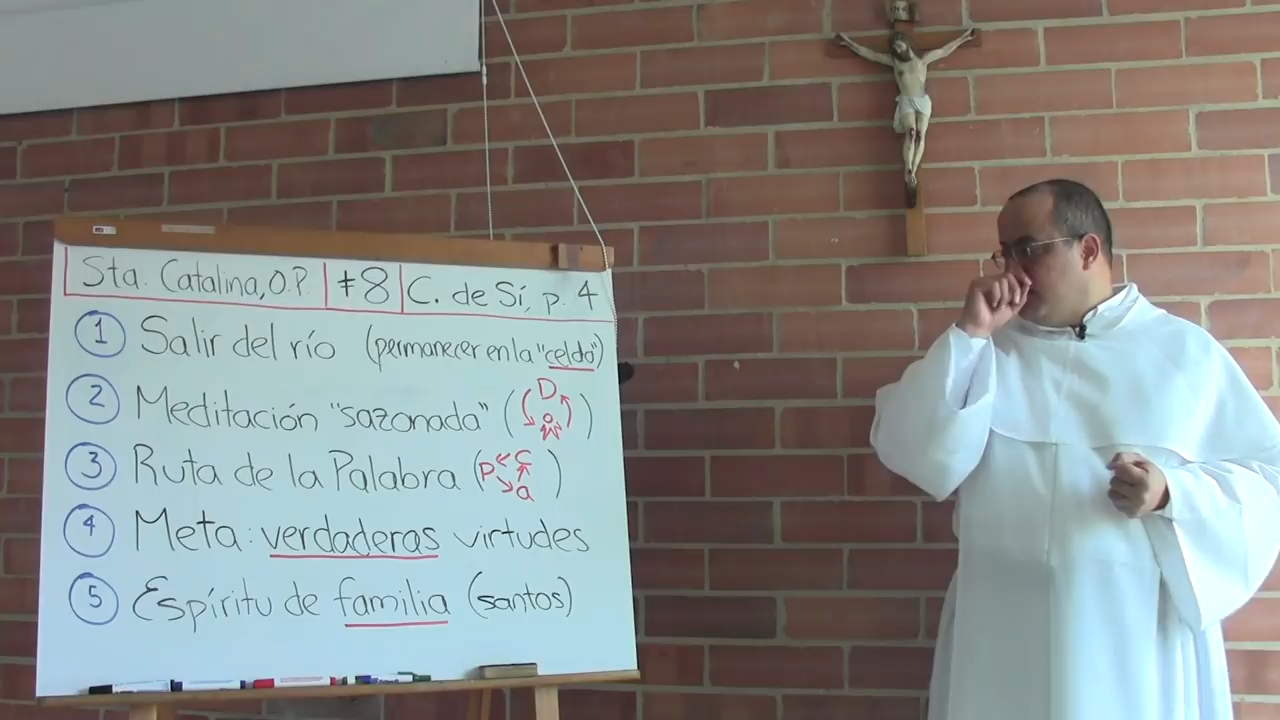 Sta. Catalina, O.P. #8 C. de Sí, p. 4
1 Salir del río (permanecer en la "celda")
2 Meditación "sazonada" (D)
3 Ruta de la Palabra (P C a)
4 Meta: verdaderas virtudes
5 Espíritu de familia (santos)